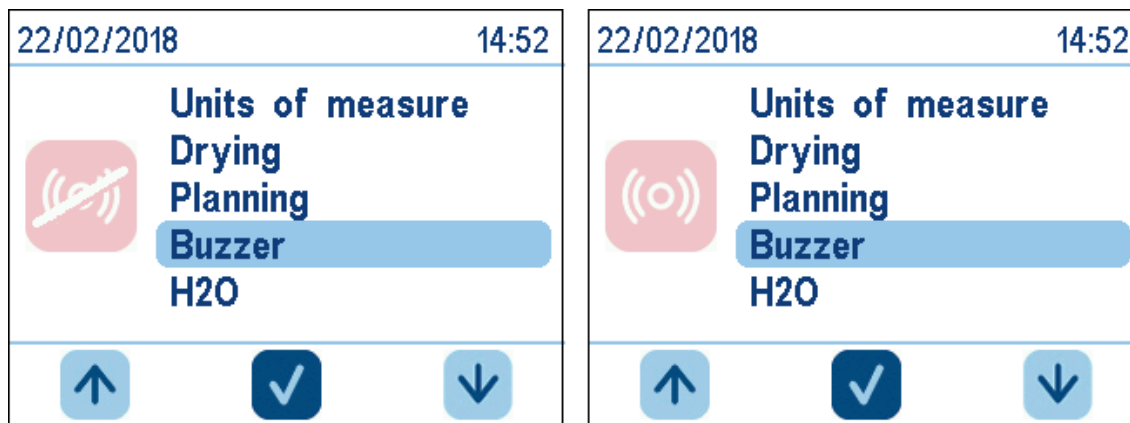 22/02/2018 14:52
Units of measure
Drying
Planning
Buzzer
H2O
22/02/2018 14:52
Units of measure
Drying
Planning
Buzzer
H2O